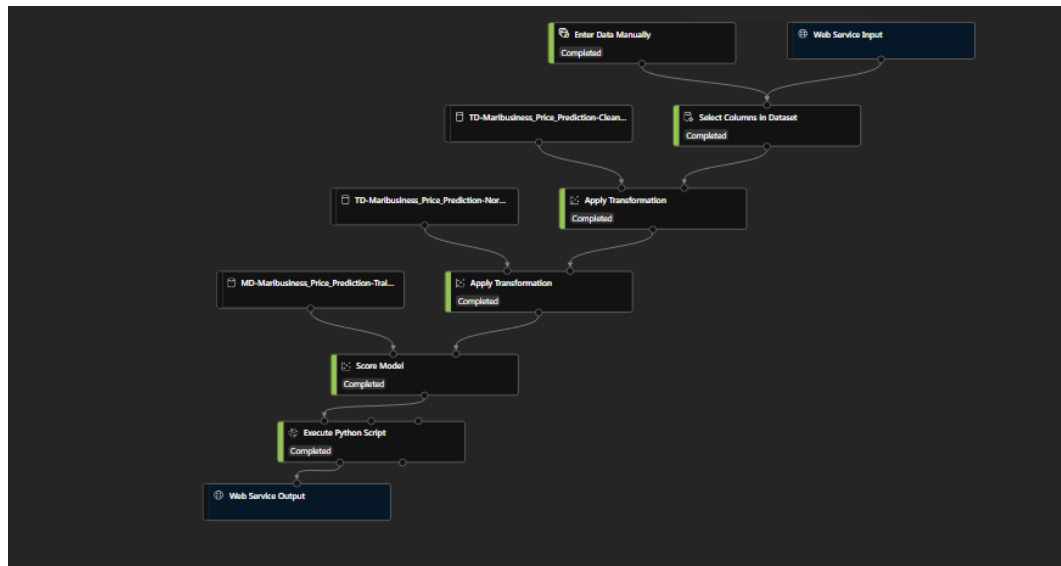 Enter Data Manually
Completed
Web Service Input
TD-Maribusiness_Price_Prediction-Clean...
Select Columns in Dataset
Completed
TD-Maribusiness_Price_Prediction-Nor...
Apply Transformation
Completed
MD-Maribusiness_Price_Prediction-Trai...
Apply Transformation
Completed
Score Model
Completed
Execute Python Script
Completed
Web Service Output